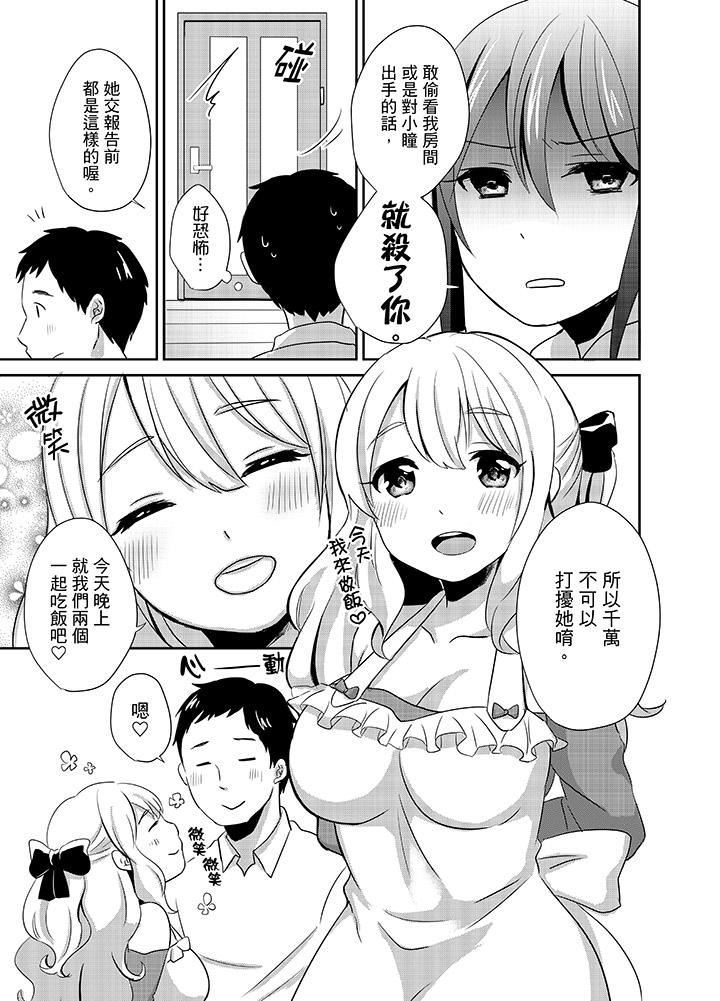 敢偷看我房間
或是對小瞳
出手的話，
就殺了你。
碰
好恐怖…
她交報告前
都是這樣的喔。
所以千萬
不可以
打擾她唷。
今天
我來做飯♡
微笑
今天晚上
就我們兩個
一起吃飯吧♡
心——動
嗯♡
微笑
微笑